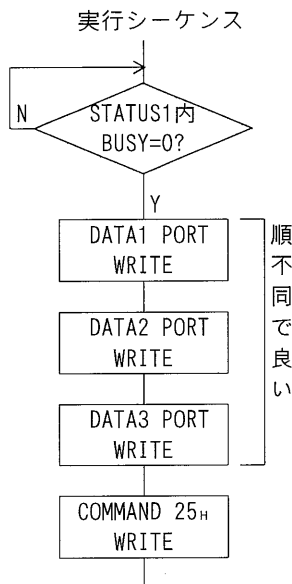 実行シーケンス
N
STATUS1内
BUSY=0?
Y
DATA1 PORT
WRITE
DATA2 PORT
WRITE
DATA3 PORT
WRITE
順不同で良い
COMMAND 25H
WRITE